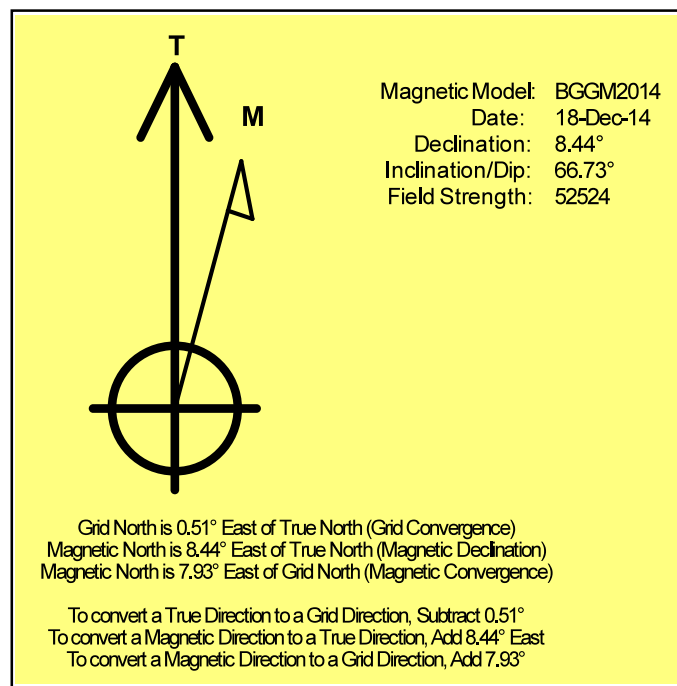 T
M
Magnetic Model: BGGM2014
Date: 18-Dec-14
Declination: 8.44°
Inclination/Dip: 66.73°
Field Strength: 52524
Grid North is 0.51° East of True North (Grid Convergence)
Magnetic North is 8.44° East of True North (Magnetic Declination)
Magnetic North is 7.93° East of Grid North (Magnetic Convergence)
To convert a True Direction to a Grid Direction, Subtract 0.51°
To convert a Magnetic Direction to a True Direction, Add 8.44° East
To convert a Magnetic Direction to a Grid Direction, Add 7.93°